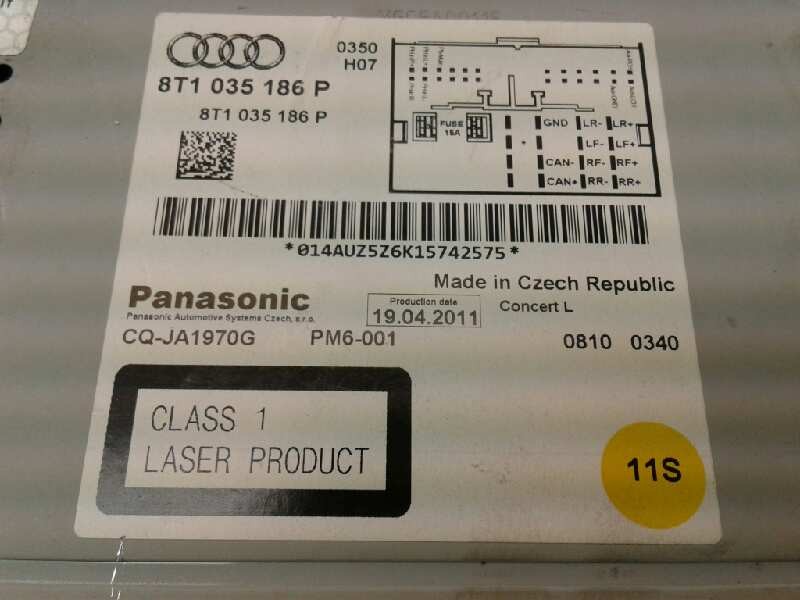 0350
H07
8T1 035 186 P
8T1 035 186 P
FUSE
15A
GND LR- LR+
+ LF- LF+
CAN- RF- RF+
CAN+ RR- RR+
*014AUZ5Z6K15742575*
Made in Czech Republic
Panasonic
Panasonic Automotive Systems Czech, s.r.o.
Production date
19.04.2011
Concert L
CQ-JA1970G PM6-001
0810 0340
CLASS 1
LASER PRODUCT
11S